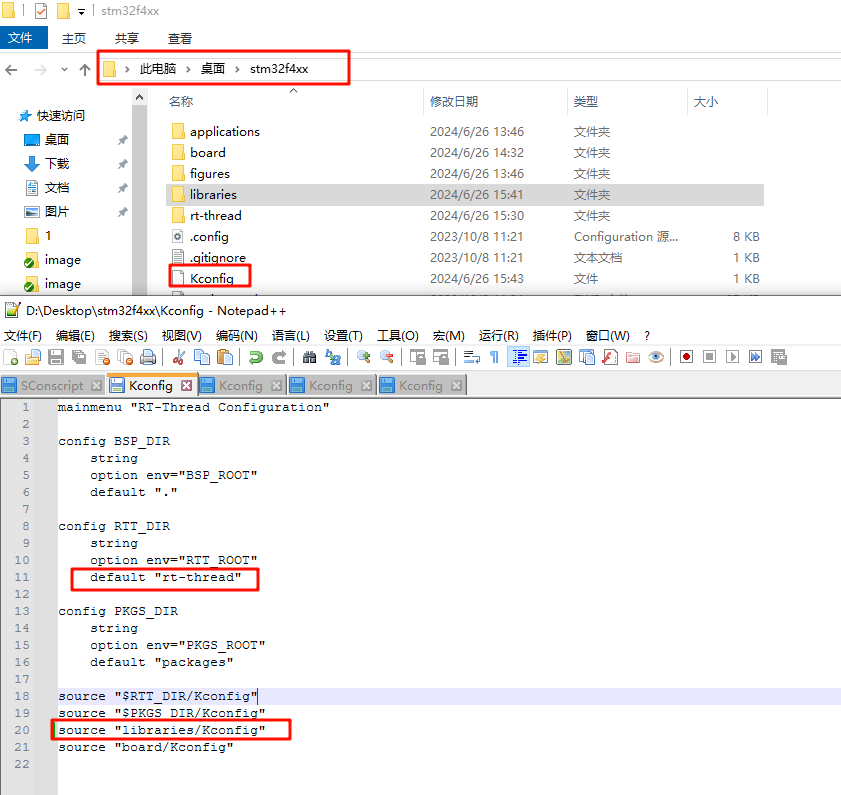 stm32f4xx
文件 主页 共享 查看
此电脑 桌面 stm32f4xx
名称 修改日期 类型 大小
快速访问
桌面
下载
文档
图片
1
image
image
applications 2024/6/26 13:46 文件夹
board 2024/6/26 14:32 文件夹
figures 2024/6/26 13:46 文件夹
libraries 2024/6/26 15:41 文件夹
rt-thread 2024/6/26 15:30 文件夹
.config 2023/10/8 11:21 Configuration 源... 8 KB
.gitignore 2023/10/8 11:21 文本文档 1 KB
Kconfig 2024/6/26 15:43 文件 1 KB
D:\Desktop\stm32f4xx\Kconfig - Notepad++
文件(F) 编辑(E) 搜索(S) 视图(V) 编码(N) 语言(L) 设置(T) 工具(O) 宏(M) 运行(R) 插件(P) 窗口(W) ?
SConscript Kconfig Kconfig Kconfig Kconfig
1 mainmenu "RT-Thread Configuration"
2
3 config BSP_DIR
4 string
5 option env="BSP_ROOT"
6 default "."
7
8 config RTT_DIR
9 string
10 option env="RTT_ROOT"
11 default "rt-thread"
12
13 config PKGS_DIR
14 string
15 option env="PKGS_ROOT"
16 default "packages"
17
18 source "$RTT_DIR/Kconfig"
19 source "$PKGS_DIR/Kconfig"
20 source "libraries/Kconfig"
21 source "board/Kconfig"
22